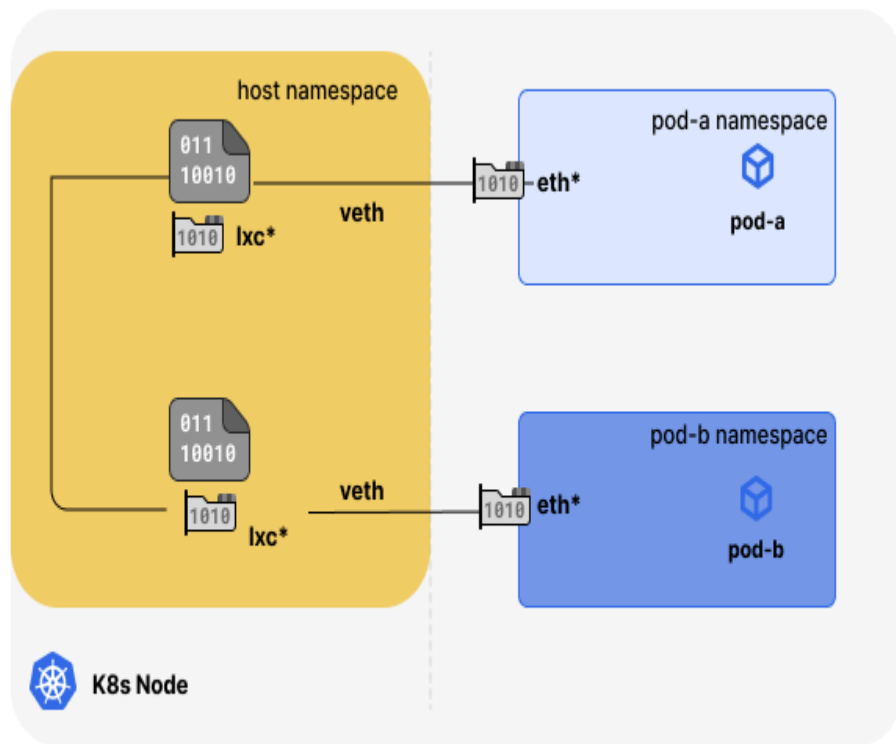 host namespace
011
10010
1010
lxc*
veth
1010
eth*
pod-a namespace
pod-a
011
10010
1010
lxc*
veth
1010
eth*
pod-b namespace
pod-b
K8s Node